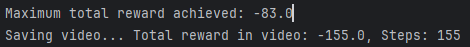 Maximum total reward achieved: -83.0
Saving video... Total reward in video: -155.0, Steps: 155